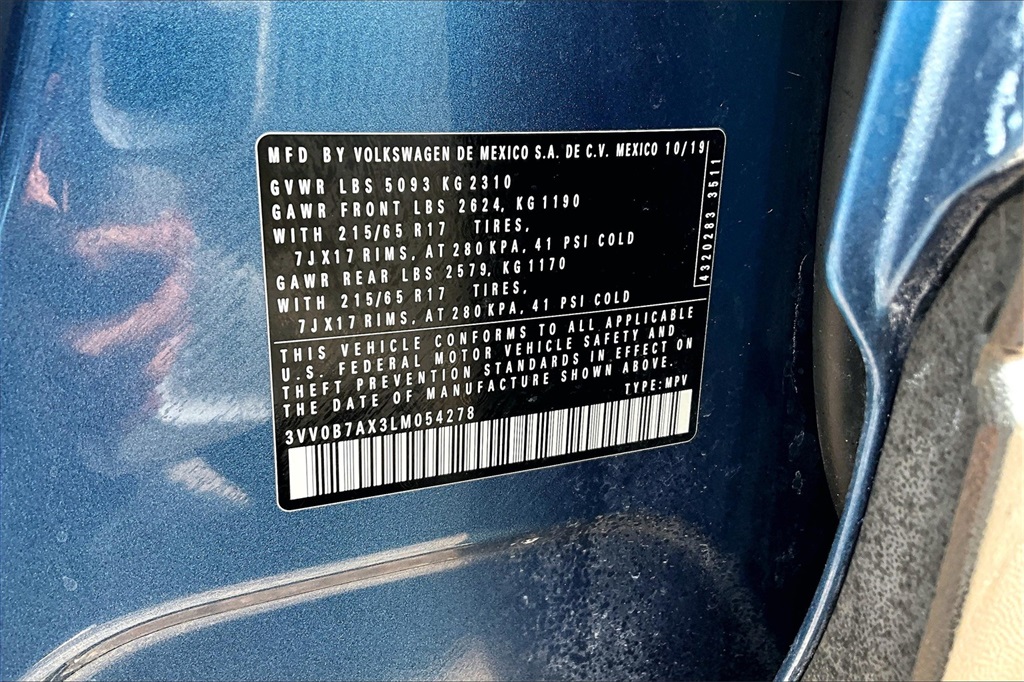 MFD BY VOLKSWAGEN DE MEXICO S.A. DE C.V. MEXICO 10/19
GVWR LBS 5093 KG 2310
GAWR FRONT LBS 2624, KG 1190
WITH 215/65 R17 TIRES,
7JX17 RIMS, AT 280 KPA, 41 PSI COLD
GAWR REAR LBS 2579, KG 1170
WITH 215/65 R17 TIRES,
7JX17 RIMS, AT 280 KPA, 41 PSI COLD
4320283 3511
THIS VEHICLE CONFORMS TO ALL APPLICABLE
U.S. FEDERAL MOTOR VEHICLE SAFETY AND
THEFT PREVENTION STANDARDS IN EFFECT ON
THE DATE OF MANUFACTURE SHOWN ABOVE.
3VV0B7AX3LM054278 TYPE: MPV